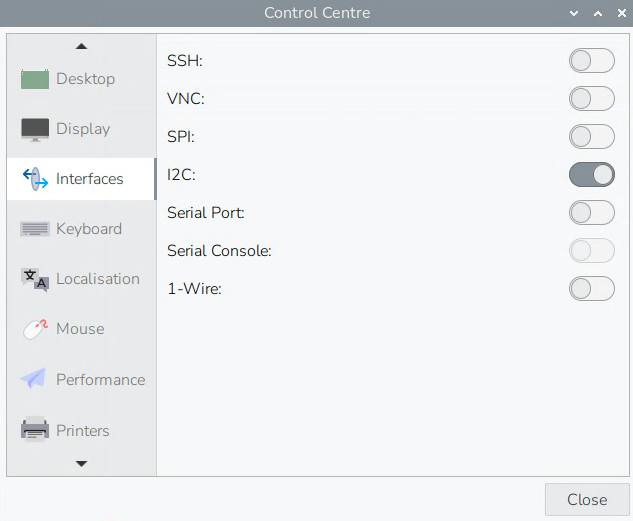 Control Centre
Desktop
Display
Interfaces
Keyboard
Localisation
Mouse
Performance
Printers
SSH:
VNC:
SPI:
I2C:
Serial Port:
Serial Console:
1-Wire:
Close